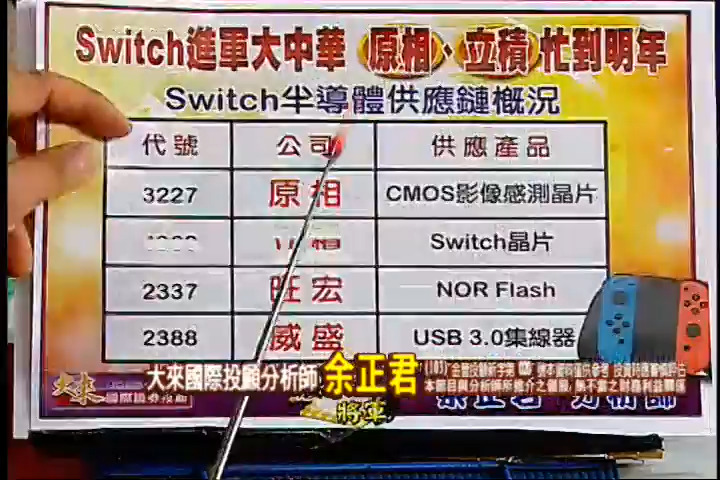 Switch進軍大中華 原相、立積 忙到明年
Switch半導體供應鏈概況
代號 公司 供應產品
3227 原相 CMOS影像感測晶片
Switch晶片
2337 旺宏 NOR Flash
2388 威盛 USB 3.0集線器
大來國際投顧分析師 余正君
將軍